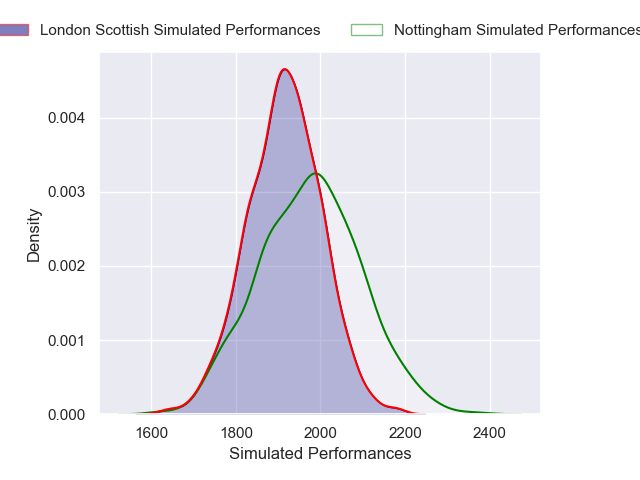 London Scottish Simulated Performances
Nottingham Simulated Performances
0.004
0.003
0.002
0.001
0.000
Density
1600 1800 2000 2200 2400
Simulated Performances